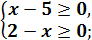 {x − 5 ≥ 0,
2 − x ≥ 0;